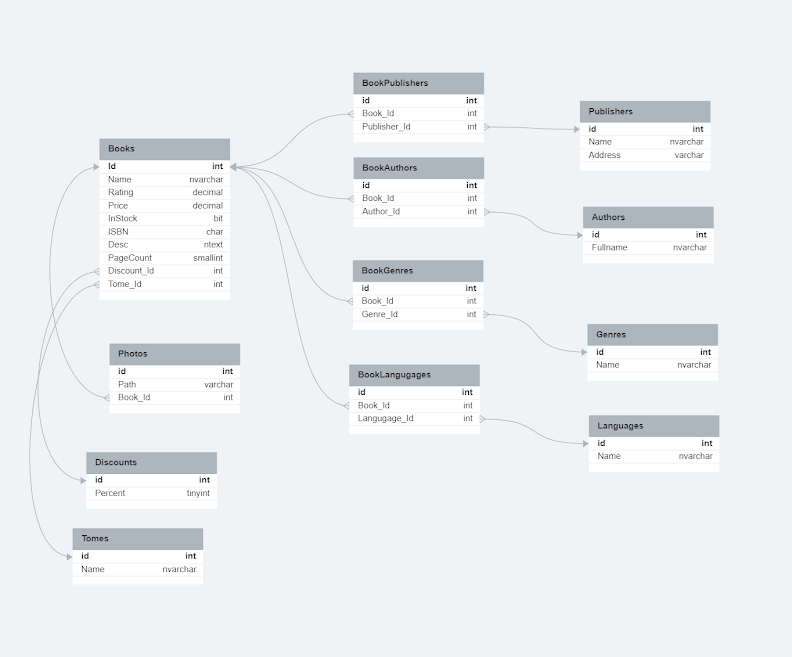 BookPublishers
id int
Book_Id int
Publisher_Id int
Publishers
id int
Name nvarchar
Address varchar
Books
Id int
Name nvarchar
Rating decimal
Price decimal
InStock bit
ISBN char
Desc ntext
PageCount smallint
Discount_Id int
Tome_Id int
BookAuthors
id int
Book_Id int
Author_Id int
Authors
id int
Fullname nvarchar
BookGenres
id int
Book_Id int
Genre_Id int
Genres
id int
Name nvarchar
Photos
id int
Path varchar
Book_Id int
BookLangugages
id int
Book_Id int
Langugage_Id int
Languages
id int
Name nvarchar
Discounts
id int
Percent tinyint
Tomes
id int
Name nvarchar